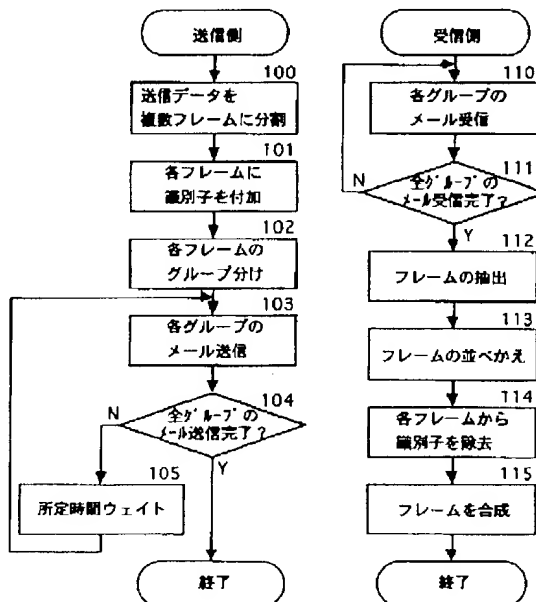 送信側
100
送信データを
複数フレームに分割
101
各フレームに
識別子を付加
102
各フレームの
グループ分け
103
各グループの
メール送信
104
全グループの
メール送信完了?
N
Y
105
所定時間ウェイト
終了
受信側
110
各グループの
メール受信
111
全グループの
メール受信完了?
N
Y
112
フレームの抽出
113
フレームの並べかえ
114
各フレームから
識別子を除去
115
フレームを合成
終了